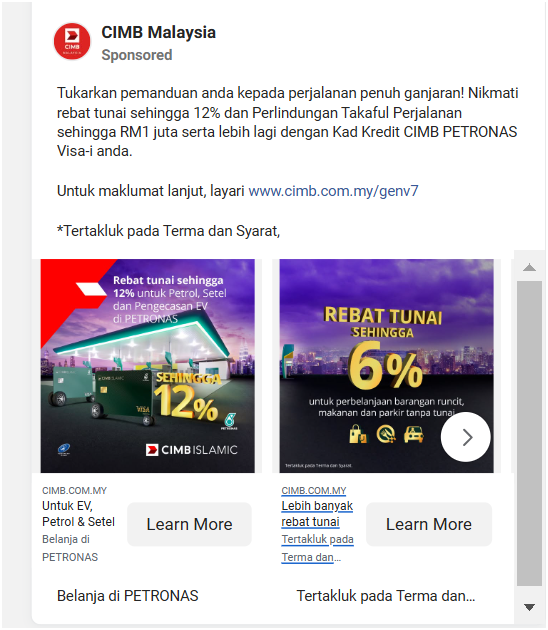 CIMB Malaysia
Sponsored
Tukarkan pemanduan anda kepada perjalanan penuh ganjaran! Nikmati
rebat tunai sehingga 12% dan Perlindungan Takaful Perjalanan
sehingga RM1 juta serta lebih lagi dengan Kad Kredit CIMB PETRONAS
Visa-i anda.
Untuk maklumat lanjut, layari www.cimb.com.my/genv7
*Tertakluk pada Terma dan Syarat,
Rebat tunai sehingga
12% untuk Petrol, Setel
dan Pengecasan EV
di PETRONAS
CIMB ISLAMIC
VISA
SEHINGGA
12%
PETRONAS
CIMB ISLAMIC
REBAT TUNAI
SEHINGGA
6%
untuk perbelanjaan barangan runcit,
makanan dan parkir tanpa tunai
Tertakluk pada Terma dan Syarat.
CIMB.COM.MY
Untuk EV,
Petrol & Setel
Belanja di
PETRONAS
Learn More
CIMB.COM.MY
Lebih banyak
rebat tunai
Tertakluk pada
Terma dan…
Learn More
Belanja di PETRONAS
Tertakluk pada Terma dan...